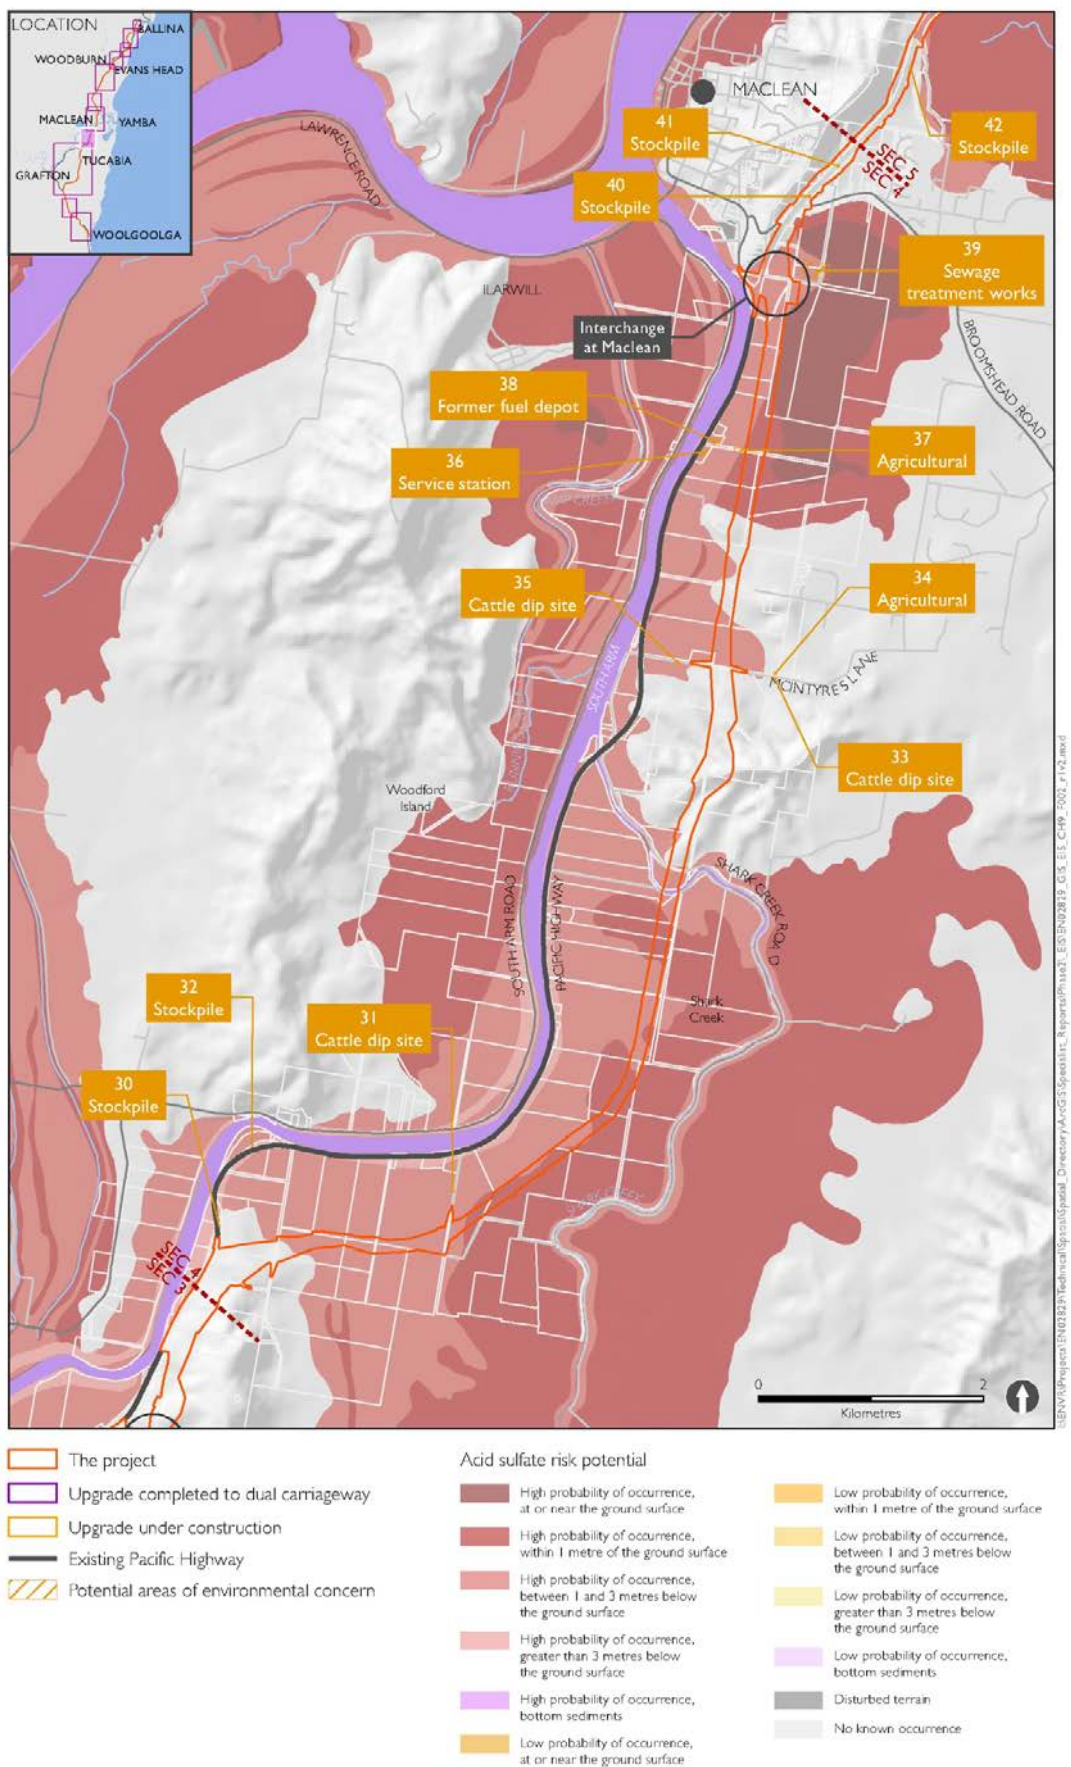 LOCATION
BALLINA
WOODBURN
EVANS HEAD
MACLEAN
YAMBA
TUCABIA
GRAFTON
WOOLGOOLGA
LAWRENCE ROAD
MACLEAN
41
Stockpile
42
Stockpile
SEC 5
SEC 4
40
Stockpile
39
Sewage
treatment works
ILARWILL
Interchange
at Maclean
BROOMSHEAD ROAD
38
Former fuel depot
37
Agricultural
36
Service station
CREEK
35
Cattle dip site
34
Agricultural
MCINTYRES LANE
SOUTH ARM
33
Cattle dip site
Woodford
Island
SHARK CREEK ROAD
SOUTH ARM ROAD
PACIFIC HIGHWAY
32
Stockpile
31
Cattle dip site
Shark
Creek
30
Stockpile
SHARK CREEK
SEC 4
SEC 3
0 2
Kilometres
The project
Upgrade completed to dual carriageway
Upgrade under construction
Existing Pacific Highway
Potential areas of environmental concern
Acid sulfate risk potential
High probability of occurrence,
at or near the ground surface
High probability of occurrence,
within 1 metre of the ground surface
High probability of occurrence,
between 1 and 3 metres below
the ground surface
High probability of occurrence,
greater than 3 metres below
the ground surface
High probability of occurrence,
bottom sediments
Low probability of occurrence,
at or near the ground surface
Low probability of occurrence,
within 1 metre of the ground surface
Low probability of occurrence,
between 1 and 3 metres below
the ground surface
Low probability of occurrence,
greater than 3 metres below
the ground surface
Low probability of occurrence,
bottom sediments
Disturbed terrain
No known occurrence